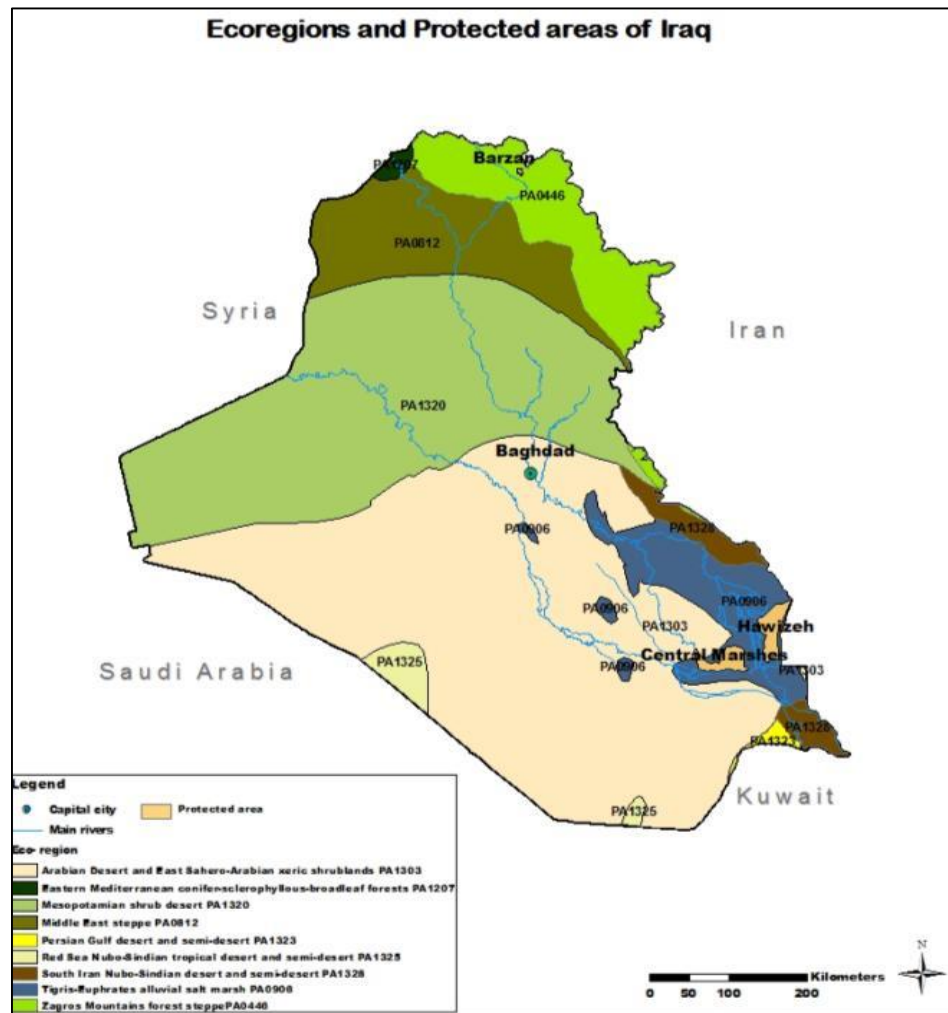 Ecoregions and Protected areas of Iraq
Barzan
PA1207
PA0446
PA0812
Syria
Iran
PA1320
Baghdad
PA0906
PA1328
PA0906
PA0906
PA1303
Hawizeh
Central Marshes
PA0906
PA1303
PA1325
Saudi Arabia
PA1328
PA1323
Kuwait
PA1325
Legend
Capital city
Protected area
Main rivers
Eco-region
Arabian Desert and East Sahero-Arabian xeric shrublands PA1303
Eastern Mediterranean conifer-sclerophyllous-broadleaf forests PA1207
Mesopotamian shrub desert PA1320
Middle East steppe PA0812
Persian Gulf desert and semi-desert PA1323
Red Sea Nubo-Sindian tropical desert and semi-desert PA1325
South Iran Nubo-Sindian desert and semi-desert PA1328
Tigris-Euphrates alluvial salt marsh PA0906
Zagros Mountains forest steppePA0446
Kilometers
0 50 100 200
N